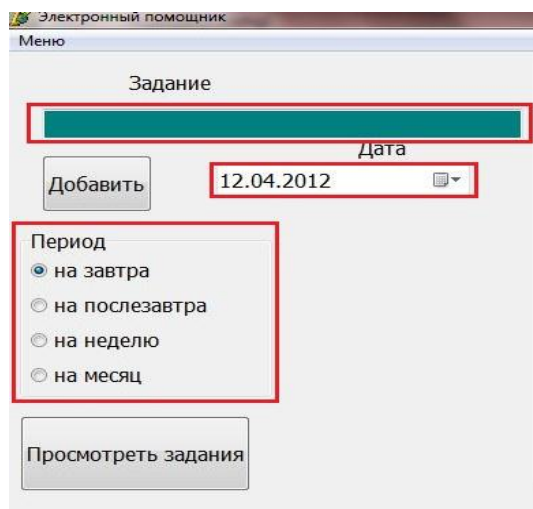 Электронный помощник
Меню
Задание
Дата
Добавить
12.04.2012
Период
на завтра
на послезавтра
на неделю
на месяц
Просмотреть задания